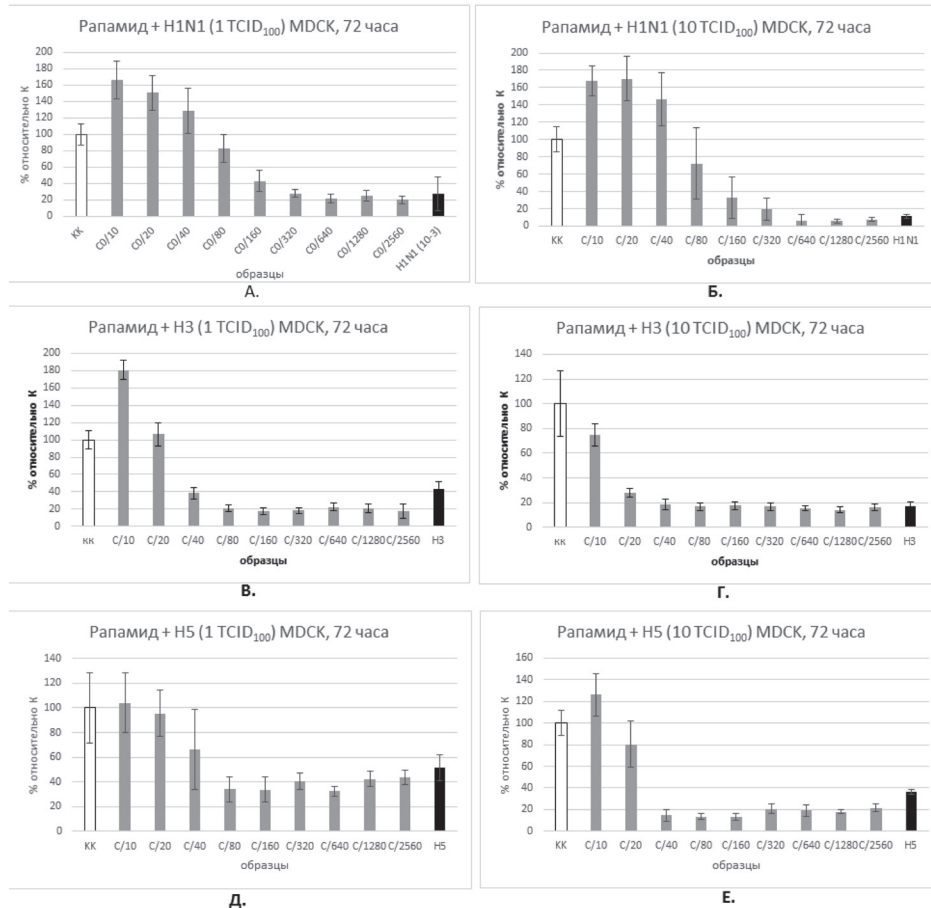 Рапамид + H1N1 (1 TCID100) MDCK, 72 часа
% относительно К
200
180
160
140
120
100
80
60
40
20
0
КК
C0/10
C0/20
C0/40
C0/80
C0/160
C0/320
C0/640
C0/1280
C0/2560
H1N1 (10-3)
образцы
А.
Рапамид + H1N1 (10 TCID100) MDCK, 72 часа
% относительно К
200
180
160
140
120
100
80
60
40
20
0
КК С/10 С/20 С/40 С/80 С/160 С/320 С/640 С/1280 С/2560 H1N1
образцы
Б.
Рапамид + H3 (1 TCID100) MDCK, 72 часа
% относительно К
200
180
160
140
120
100
80
60
40
20
0
кк С/10 С/20 С/40 С/80 С/160 С/320 С/640 С/1280 С/2560 H3
образцы
В.
Рапамид + H3 (10 TCID100) MDCK, 72 часа
% относительно К
140
120
100
80
60
40
20
0
кк С/10 С/20 С/40 С/80 С/160 С/320 С/640 С/1280 С/2560 H3
образцы
Г.
Рапамид + H5 (1 TCID100) MDCK, 72 часа
% относительно К
140
120
100
80
60
40
20
0
КК С/10 С/20 С/40 С/80 С/160 С/320 С/640 С/1280 С/2560 H5
образцы
Д.
Рапамид + H5 (10 TCID100) MDCK, 72 часа
% относительно К
160
140
120
100
80
60
40
20
0
КК С/10 С/20 С/40 С/80 С/160 С/320 С/640 С/1280 С/2560 H5
образцы
Е.